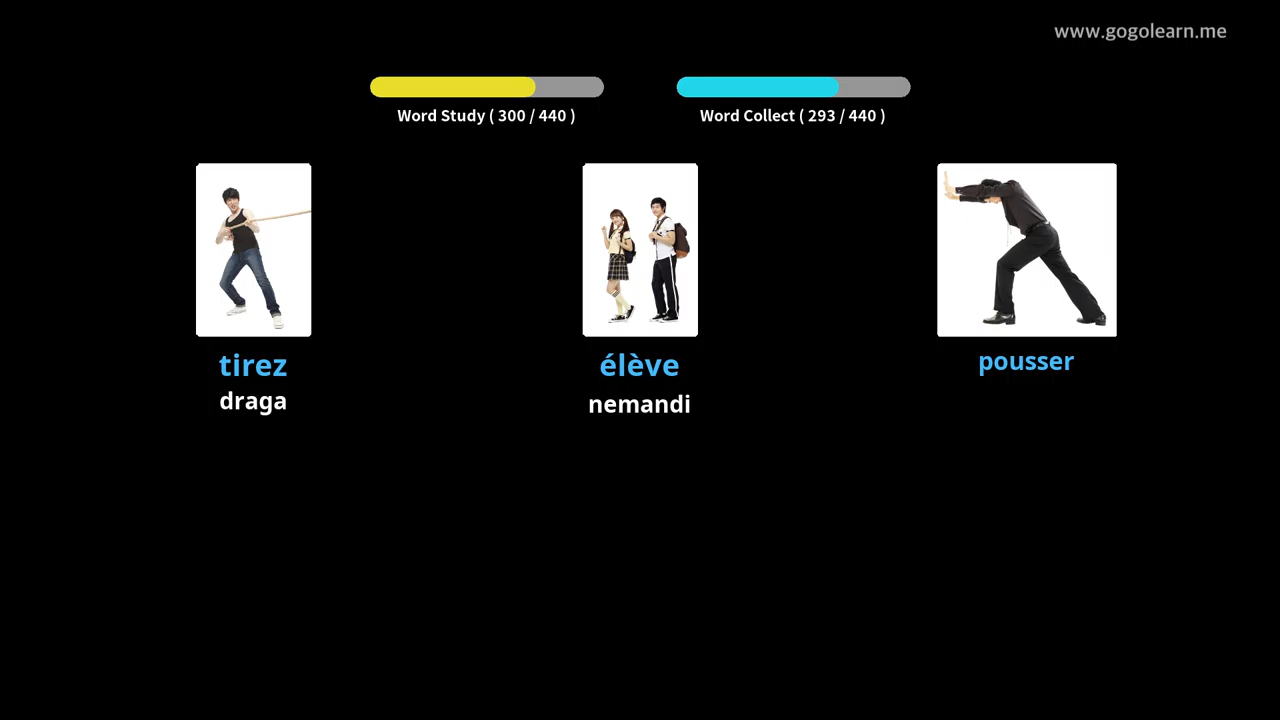 www.gogolearn.me
Word Study ( 300 / 440 )
Word Collect ( 293 / 440 )
tirez
draga
élève
nemandi
pousser